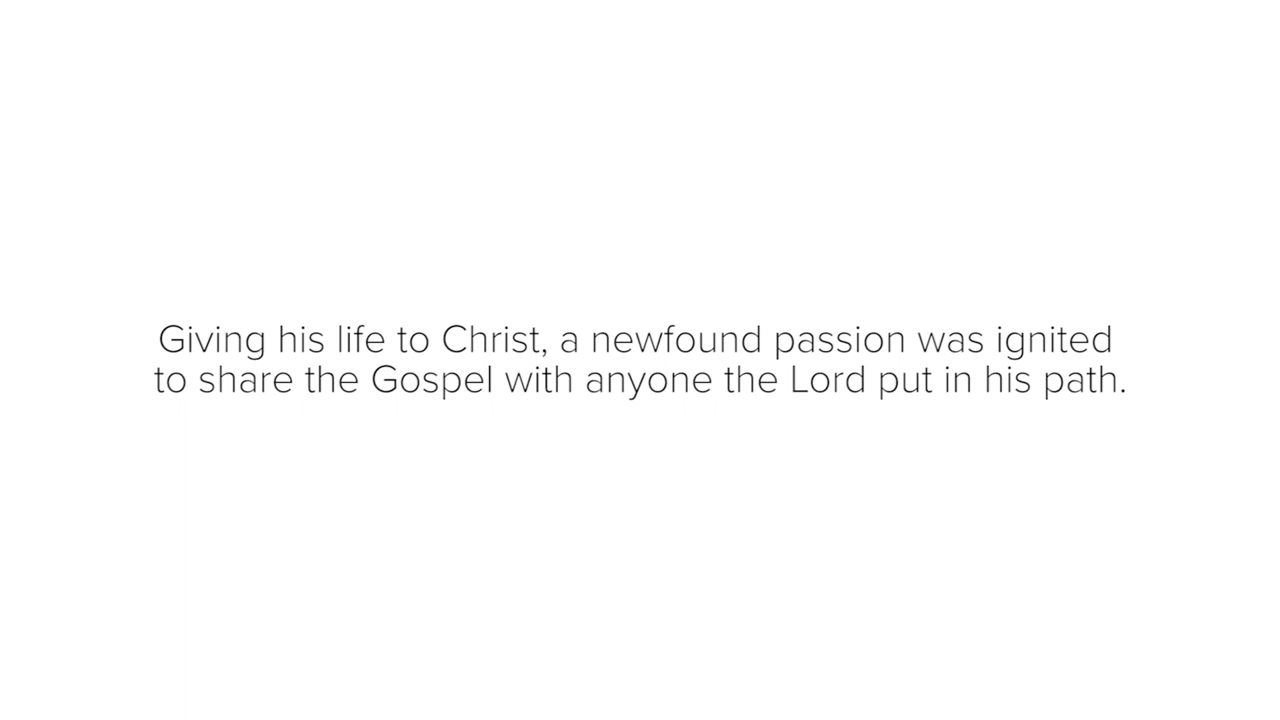 Giving his life to Christ, a newfound passion was ignited
to share the Gospel with anyone the Lord put in his path.